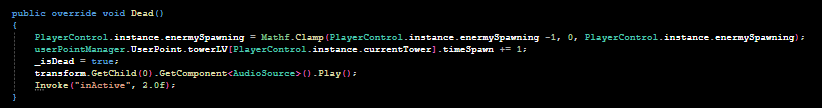 public override void Dead()
{
PlayerControl.instance.enermySpawning = Mathf.Clamp(PlayerControl.instance.enermySpawning -1, 0, PlayerControl.instance.enermySpawning);
userPointManager.UserPoint.towerLV[PlayerControl.instance.currentTower].timeSpawn += 1;
_isDead = true;
transform.GetChild(0).GetComponent<AudioSource>().Play();
Invoke("inActive", 2.0f);
}